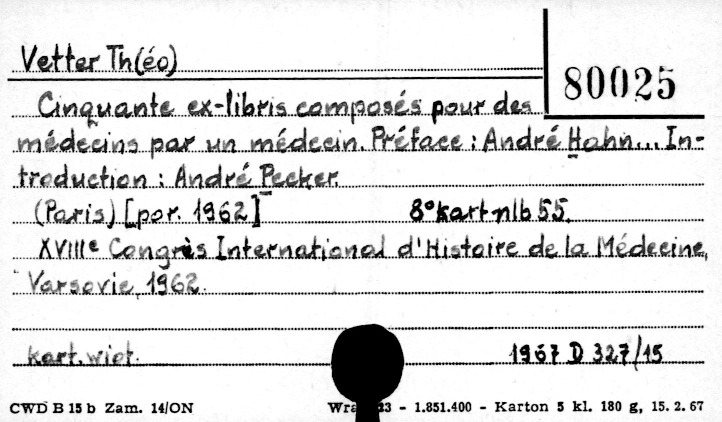 Vetter Th(éo)
80025
Cinquante ex-libris composés pour des
médecins par un médecin. Préface : André Hahn... In-
troduction : André Pecker.
(Paris) [por. 1962] 8° kart nlb 55.
XVIIIe Congrès International d'Histoire de la Médecine,
Varsovie, 1962.
kart. wiet. 1967 D 327/15
CWD B 15 b Zam. 14/ON - 1.851.400 - Karton 5 kl. 180 g, 15. 2. 67